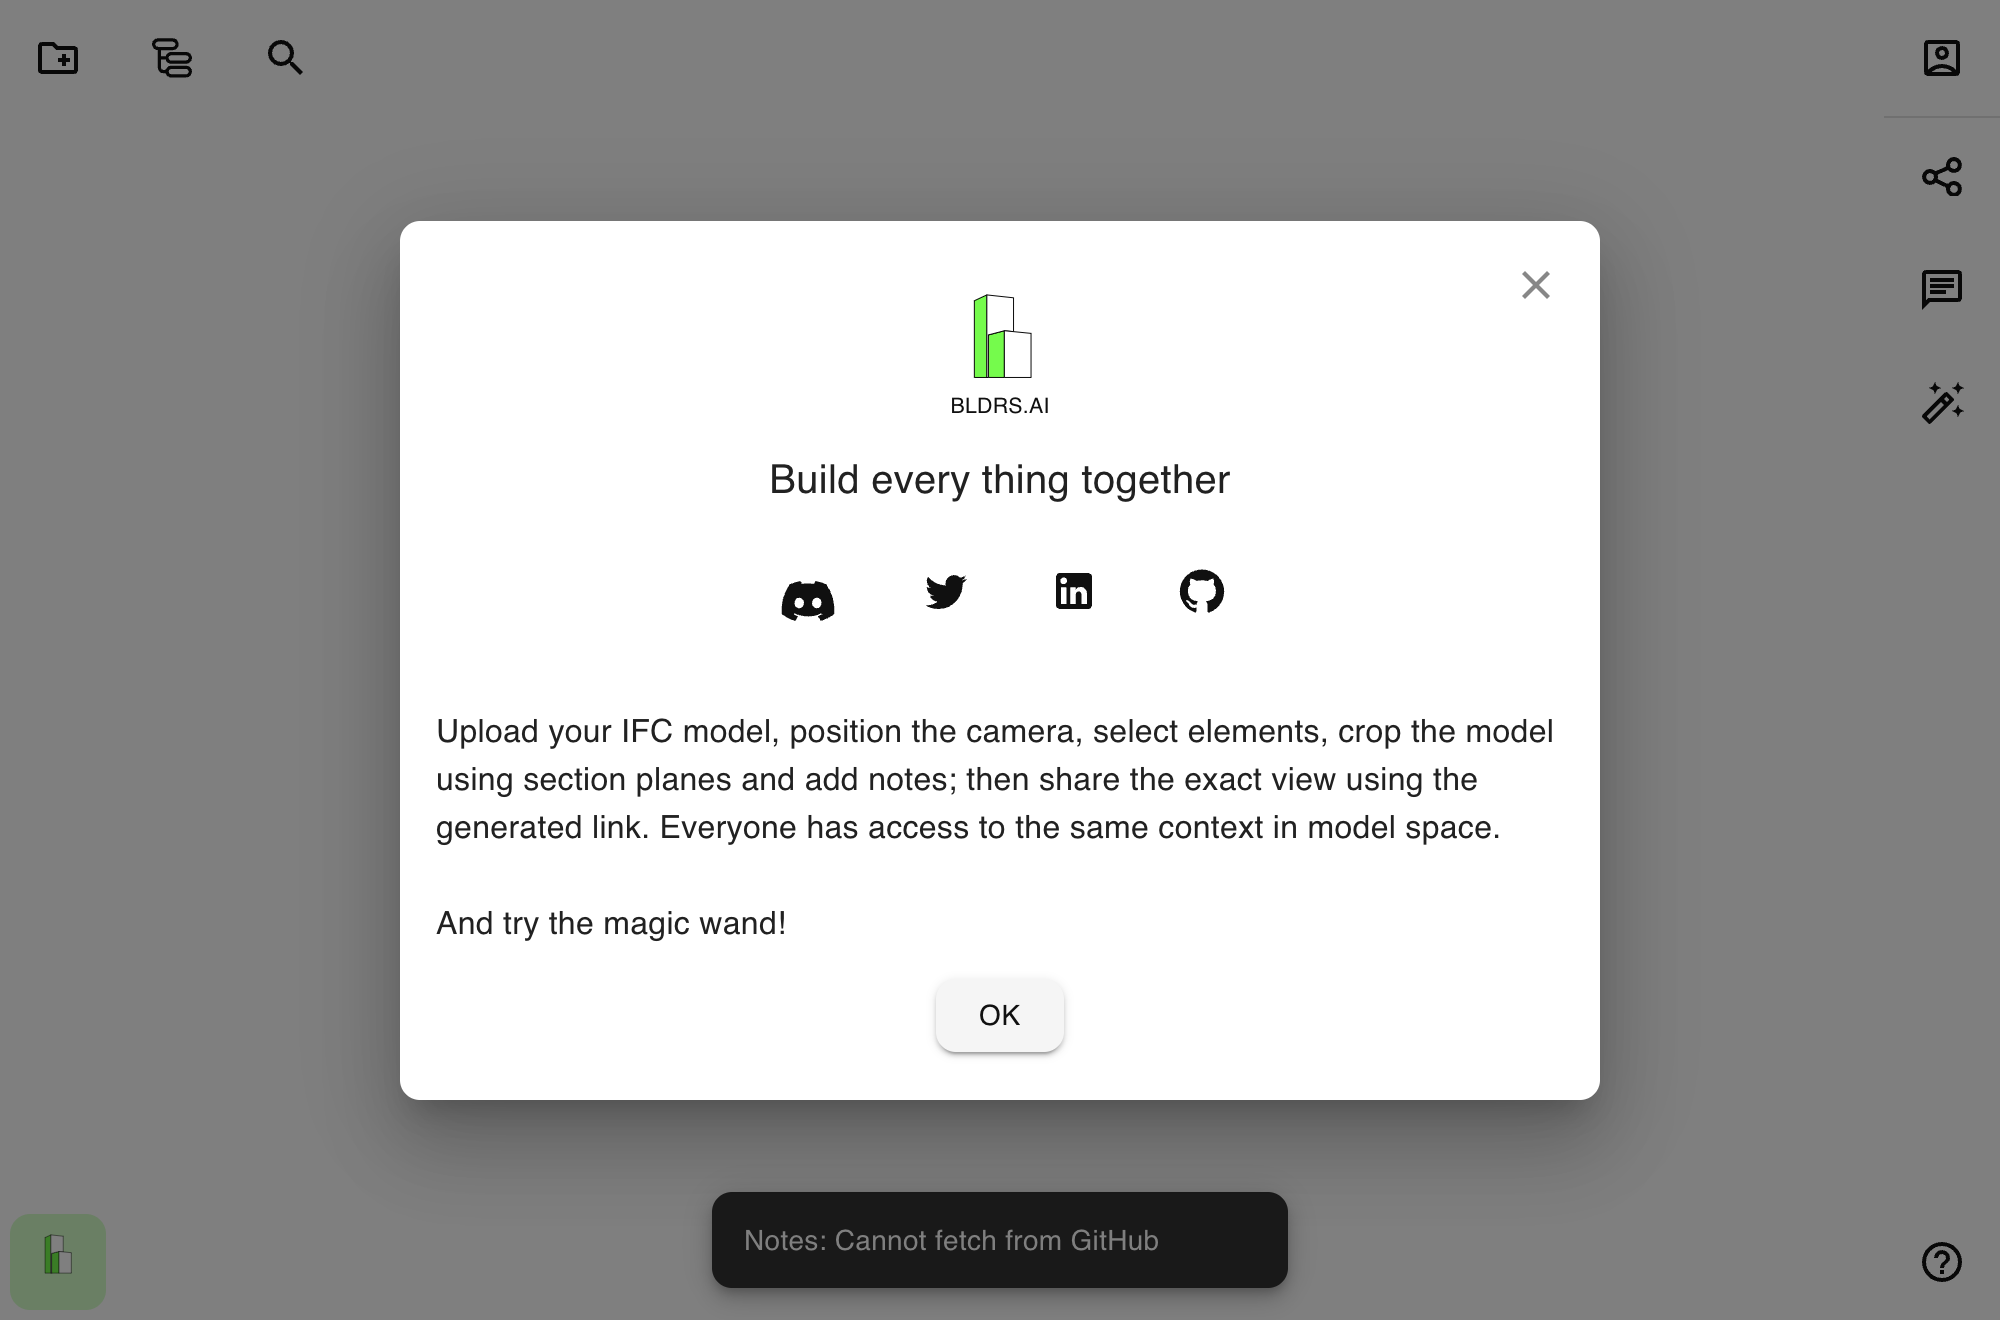 BLDRS.AI
Build every thing together
Upload your IFC model, position the camera, select elements, crop the model
using section planes and add notes; then share the exact view using the
generated link. Everyone has access to the same context in model space.
And try the magic wand!
OK
Notes: Cannot fetch from GitHub